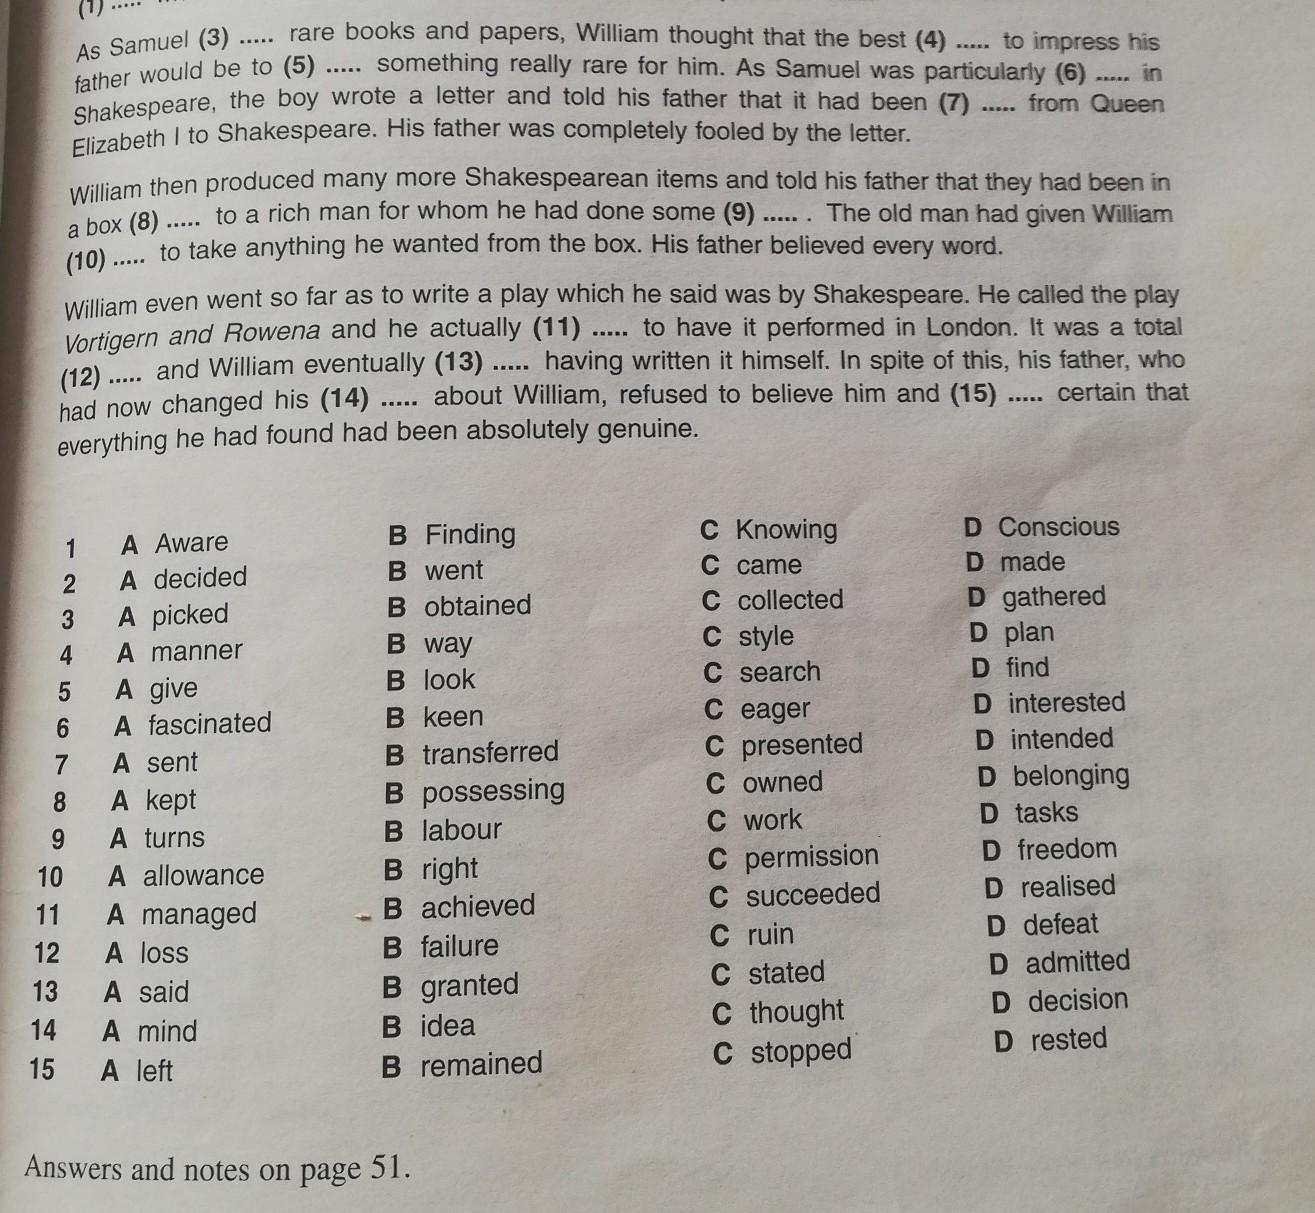 (1) .....
As Samuel (3) ..... rare books and papers, William thought that the best (4) ..... to impress his
father would be to (5) ..... something really rare for him. As Samuel was particularly (6) ..... in
Shakespeare, the boy wrote a letter and told his father that it had been (7) ..... from Queen
Elizabeth I to Shakespeare. His father was completely fooled by the letter.
William then produced many more Shakespearean items and told his father that they had been in
a box (8) ..... to a rich man for whom he had done some (9) ..... . The old man had given William
(10) ..... to take anything he wanted from the box. His father believed every word.
William even went so far as to write a play which he said was by Shakespeare. He called the play
Vortigern and Rowena and he actually (11) ..... to have it performed in London. It was a total
(12) ..... and William eventually (13) ..... having written it himself. In spite of this, his father, who
had now changed his (14) ..... about William, refused to believe him and (15) ..... certain that
everything he had found had been absolutely genuine.
1 A Aware B Finding C Knowing D Conscious
2 A decided B went C came D made
3 A picked B obtained C collected D gathered
4 A manner B way C style D plan
5 A give B look C search D find
6 A fascinated B keen C eager D interested
7 A sent B transferred C presented D intended
8 A kept B possessing C owned D belonging
9 A turns B labour C work D tasks
10 A allowance B right C permission D freedom
11 A managed B achieved C succeeded D realised
12 A loss B failure C ruin D defeat
13 A said B granted C stated D admitted
14 A mind B idea C thought D decision
15 A left B remained C stopped D rested
Answers and notes on page 51.